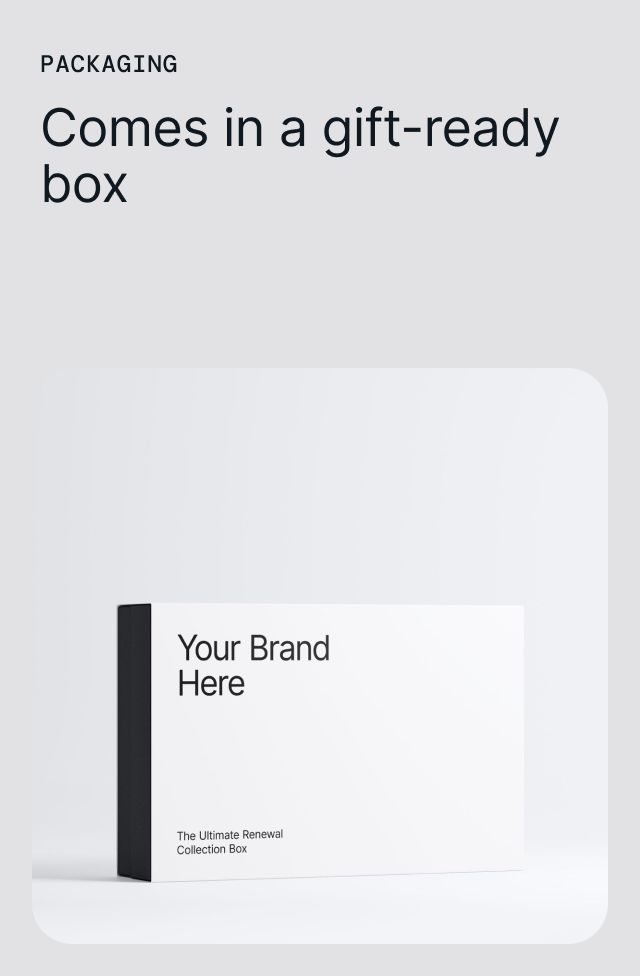 PACKAGING
Comes in a gift-ready
box
Your Brand
Here
The Ultimate Renewal
Collection Box